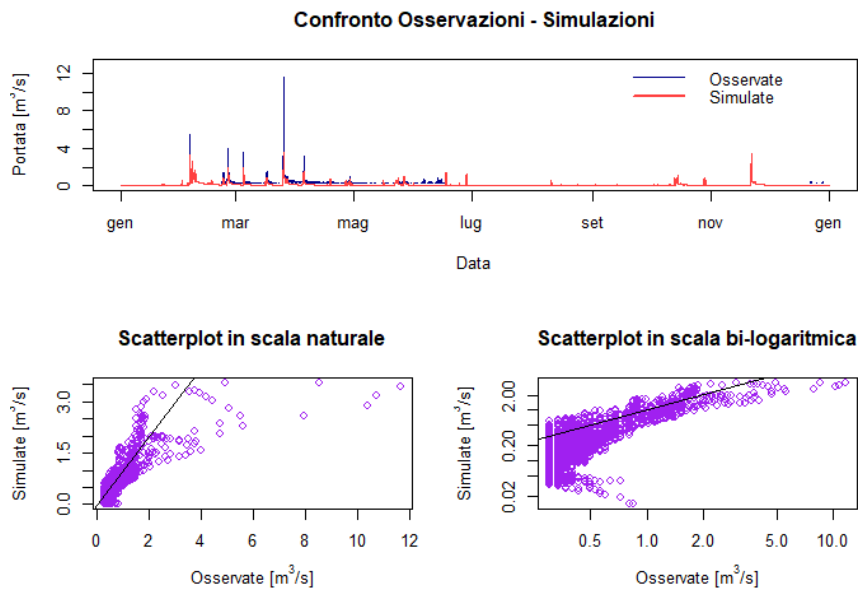 Confronto Osservazioni - Simulazioni
Portata [m³/s]
12
8
4
0
Osservate
Simulate
gen mar mag lug set nov gen
Data
Scatterplot in scala naturale
Simulate [m³/s]
3.0
1.5
0.0
0 2 4 6 8 10 12
Osservate [m³/s]
Scatterplot in scala bi-logaritmica
Simulate [m³/s]
2.00
0.20
0.02
0.5 1.0 2.0 5.0 10.0
Osservate [m³/s]